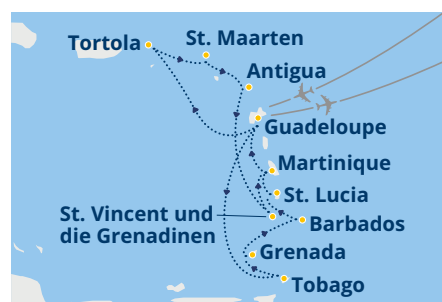 Tortola
St. Maarten
Antigua
Guadeloupe
Martinique
St. Lucia
St. Vincent und
die Grenadinen
Barbados
Grenada
Tobago